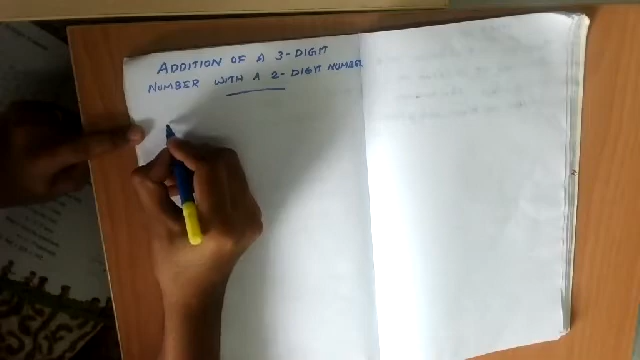 ADDITION OF A 3-DIGIT
NUMBER WITH A 2-DIGIT NUMBER